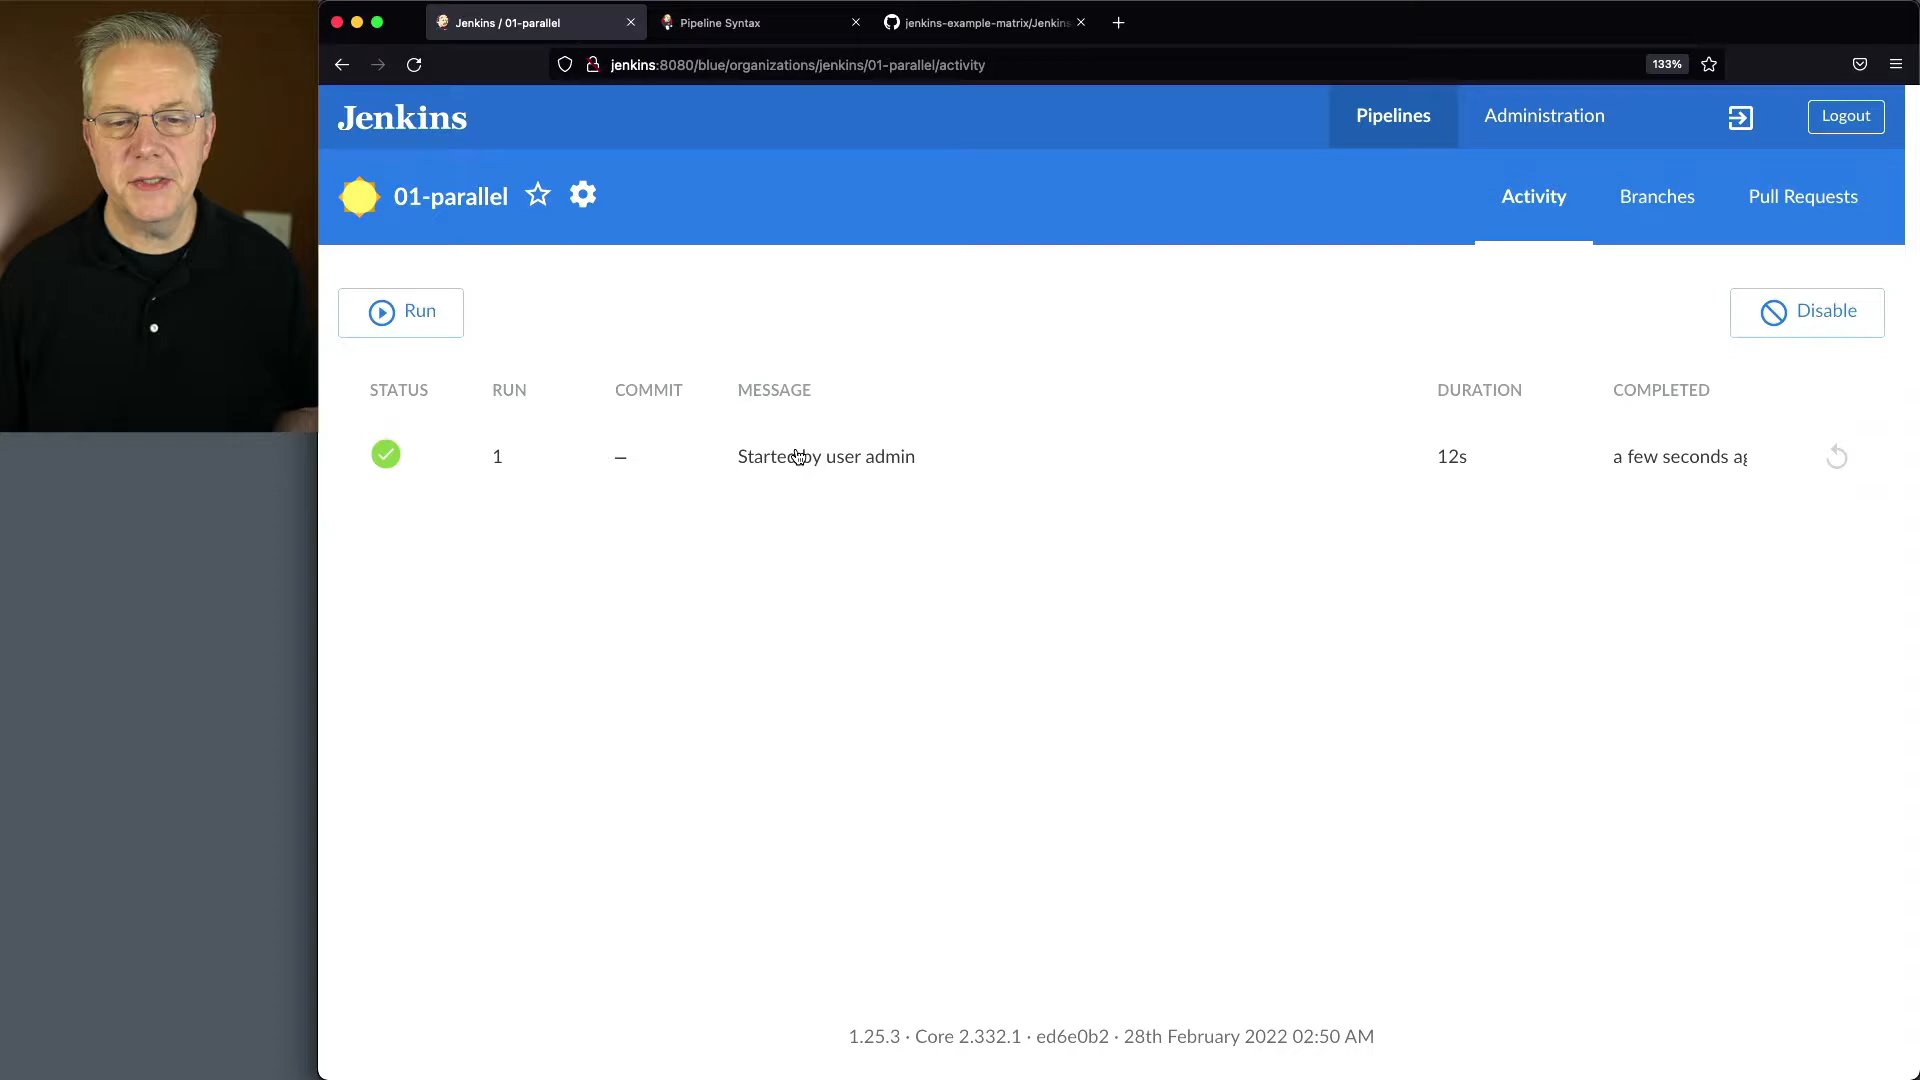 Jenkins / 01-parallel
Pipeline Syntax
jenkins-example-matrix/Jenkins
jenkins:8080/blue/organizations/jenkins/01-parallel/activity
133%
Jenkins
Pipelines
Administration
Logout
01-parallel
Activity
Branches
Pull Requests
Run
Disable
STATUS RUN COMMIT MESSAGE DURATION COMPLETED
1 – Started by user admin 12s a few seconds ag
1.25.3 · Core 2.332.1 · ed6e0b2 · 28th February 2022 02:50 AM